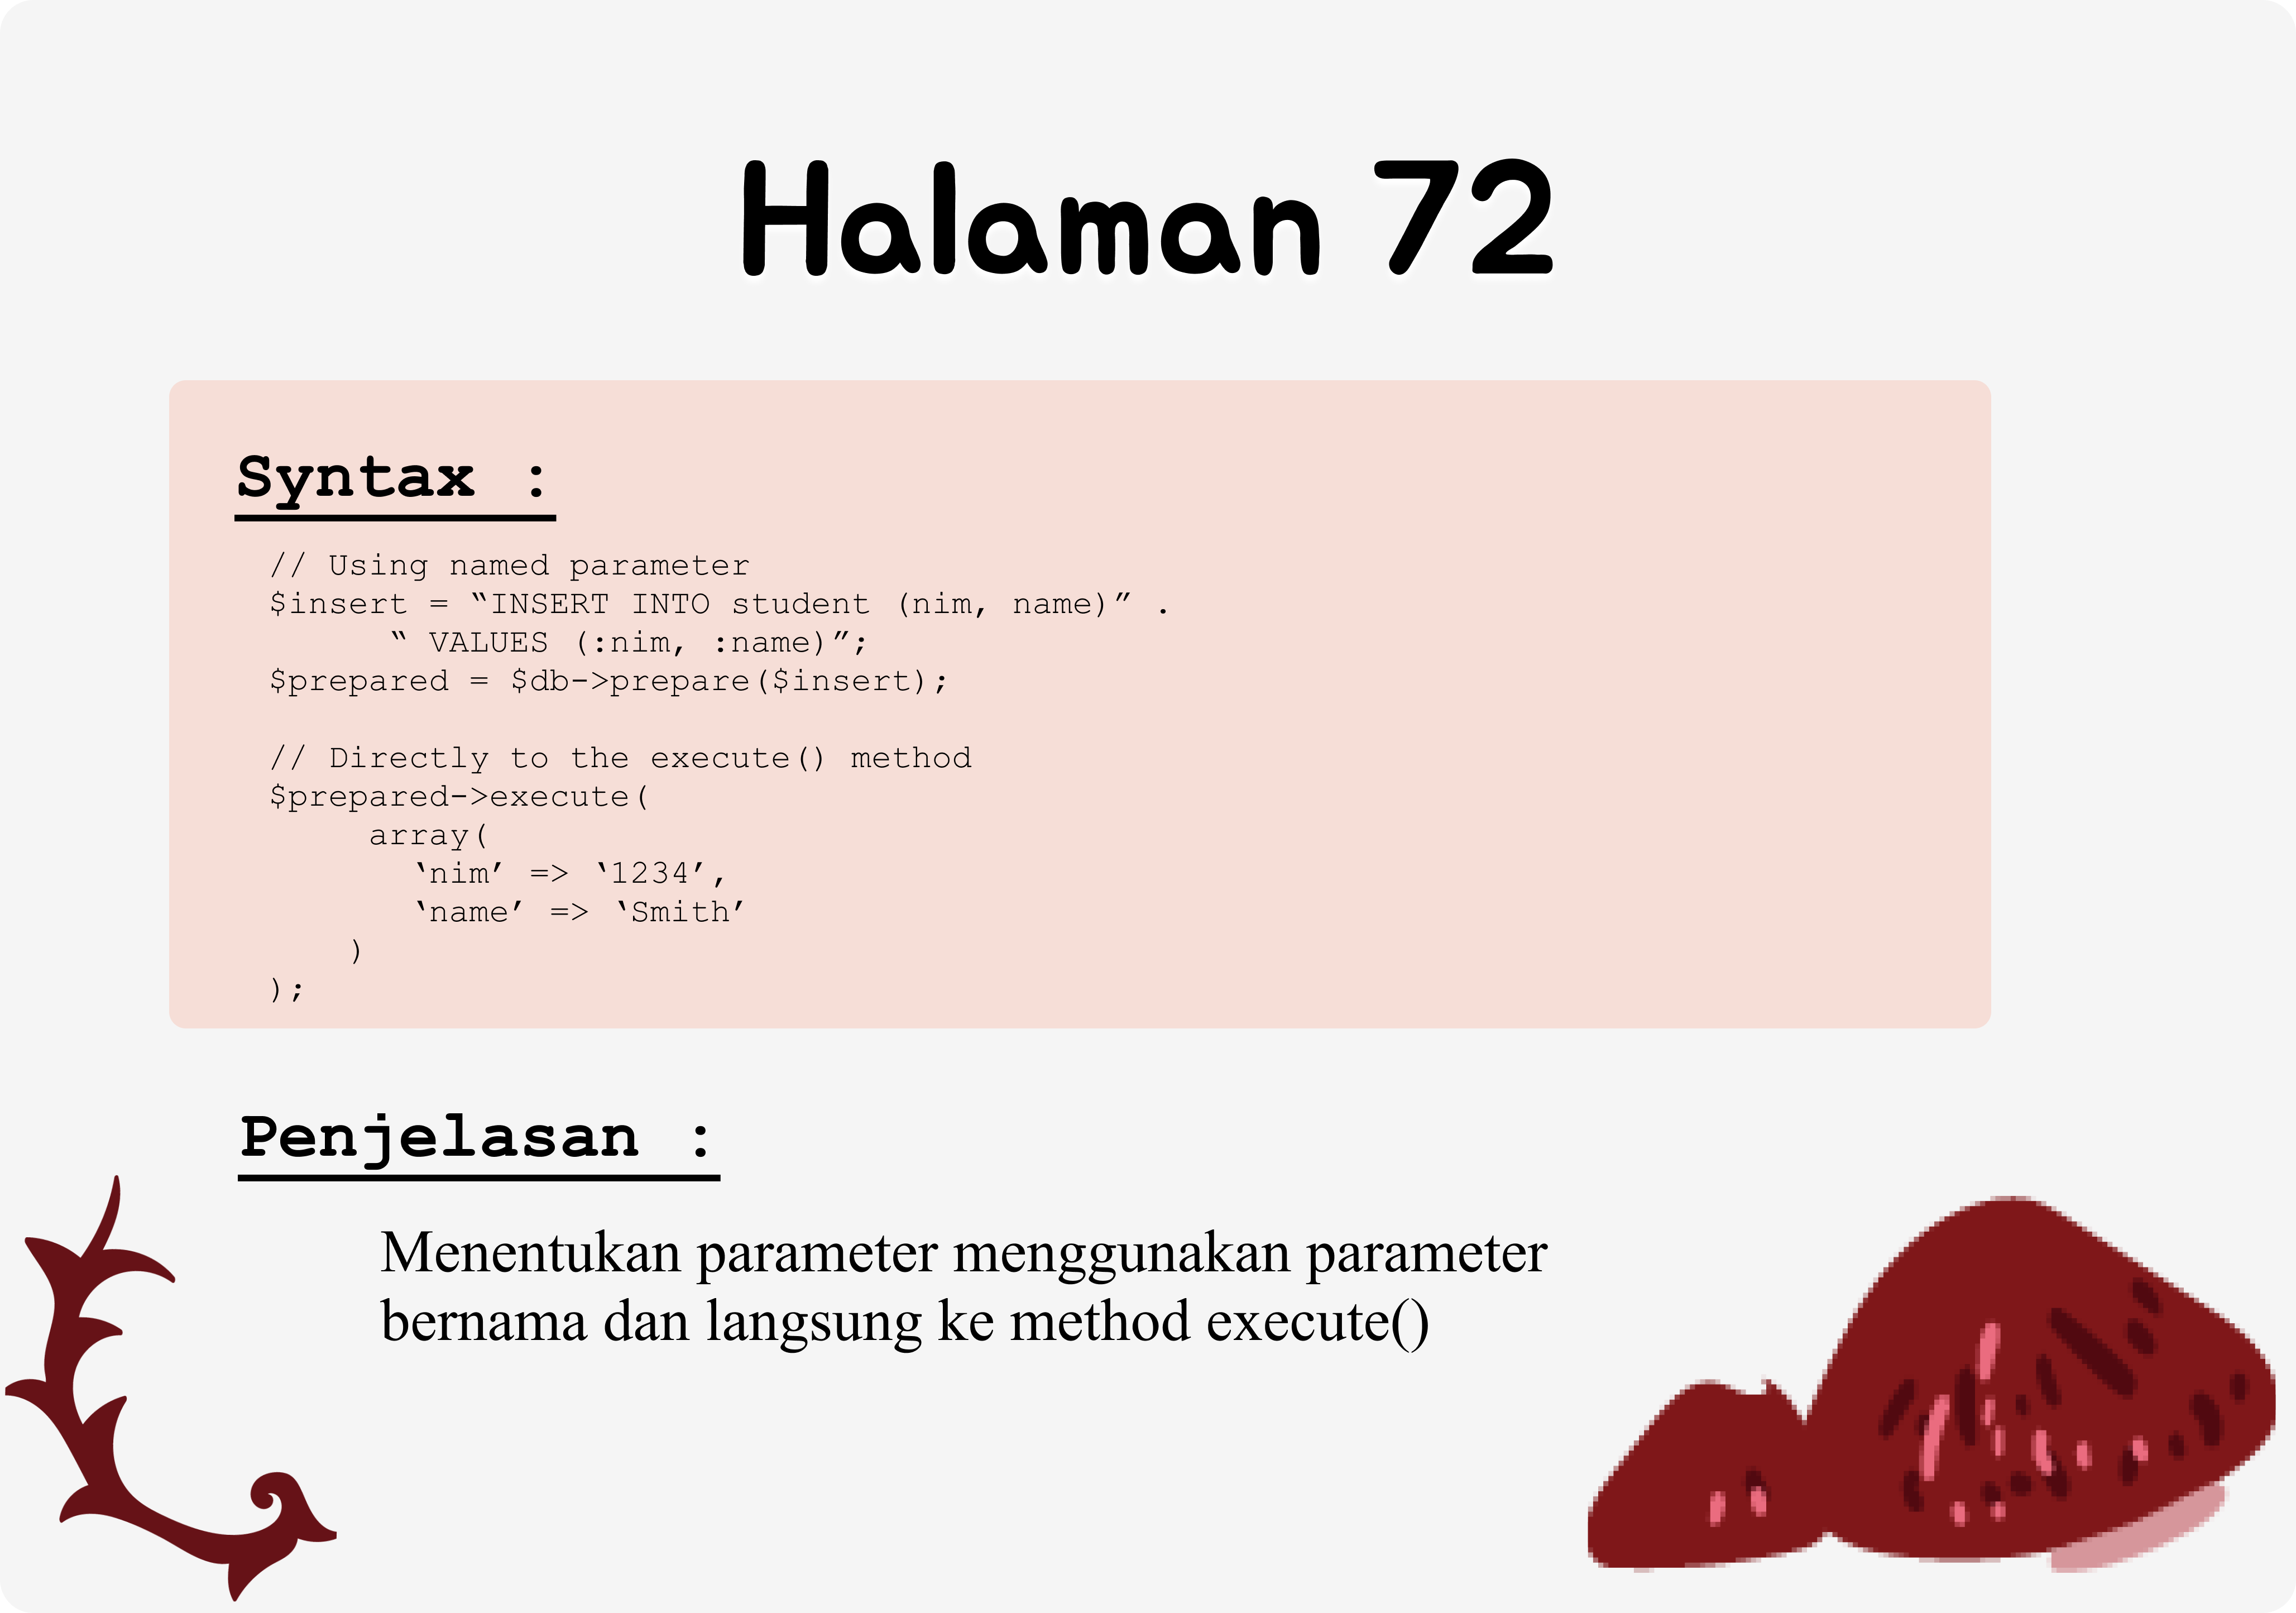 Halaman 72
Syntax :
// Using named parameter
$insert = “INSERT INTO student (nim, name)” .
“ VALUES (:nim, :name)”;
$prepared = $db->prepare($insert);
// Directly to the execute() method
$prepared->execute(
array(
‘nim’ => ‘1234’,
‘name’ => ‘Smith’
)
);
Penjelasan :
Menentukan parameter menggunakan parameter
bernama dan langsung ke method execute()